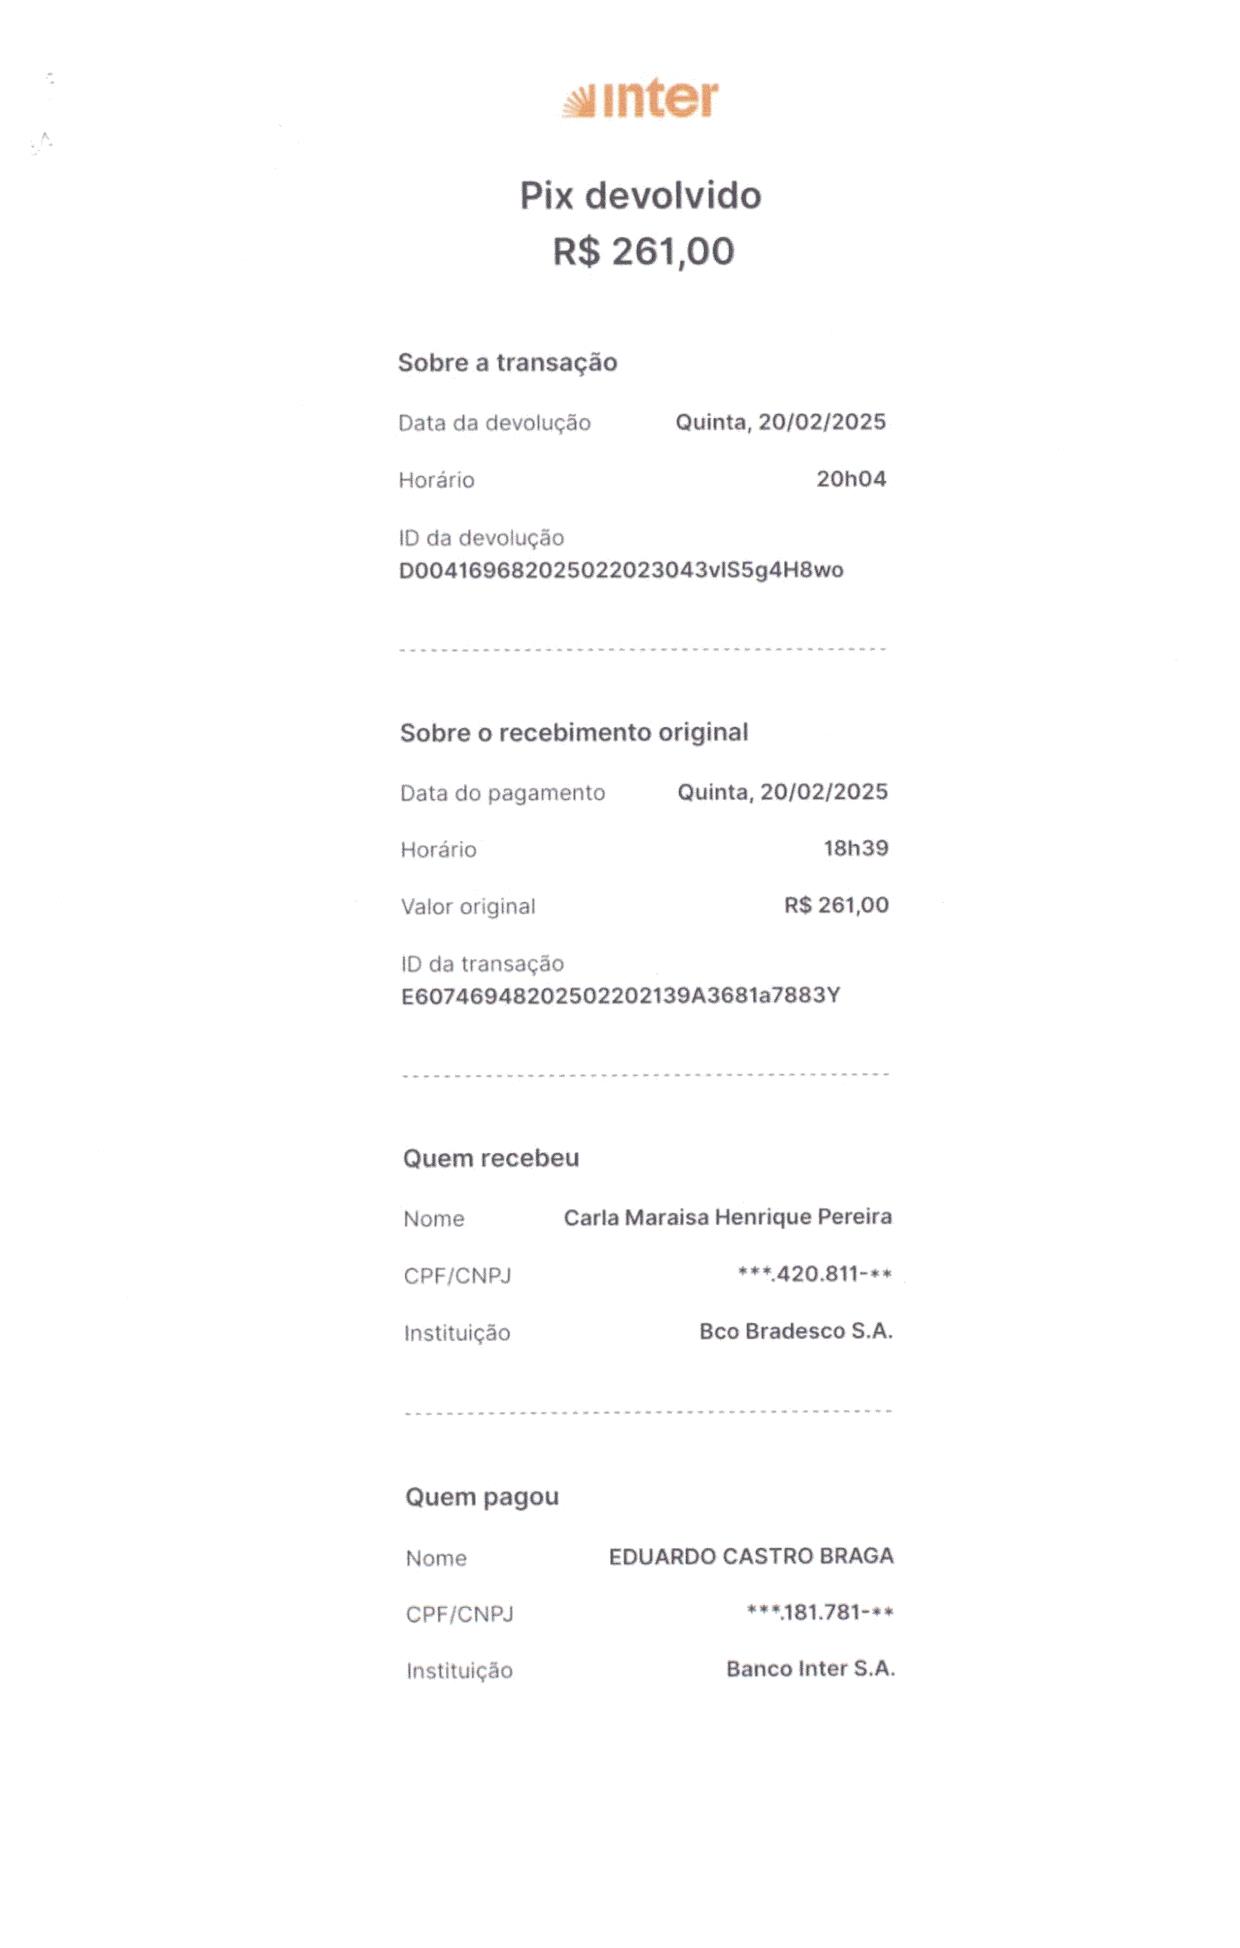 inter
Pix devolvido
R$ 261,00
Sobre a transação
Data da devolução Quinta, 20/02/2025
Horário 20h04
ID da devolução
D004169682025022023043vIS5g4H8wo
Sobre o recebimento original
Data do pagamento Quinta, 20/02/2025
Horário 18h39
Valor original R$ 261,00
ID da transação
E60746948202502202139A3681a7883Y
Quem recebeu
Nome Carla Maraisa Henrique Pereira
CPF/CNPJ ***.420.811-**
Instituição Bco Bradesco S.A.
Quem pagou
Nome EDUARDO CASTRO BRAGA
CPF/CNPJ ***.181.781-**
Instituição Banco Inter S.A.